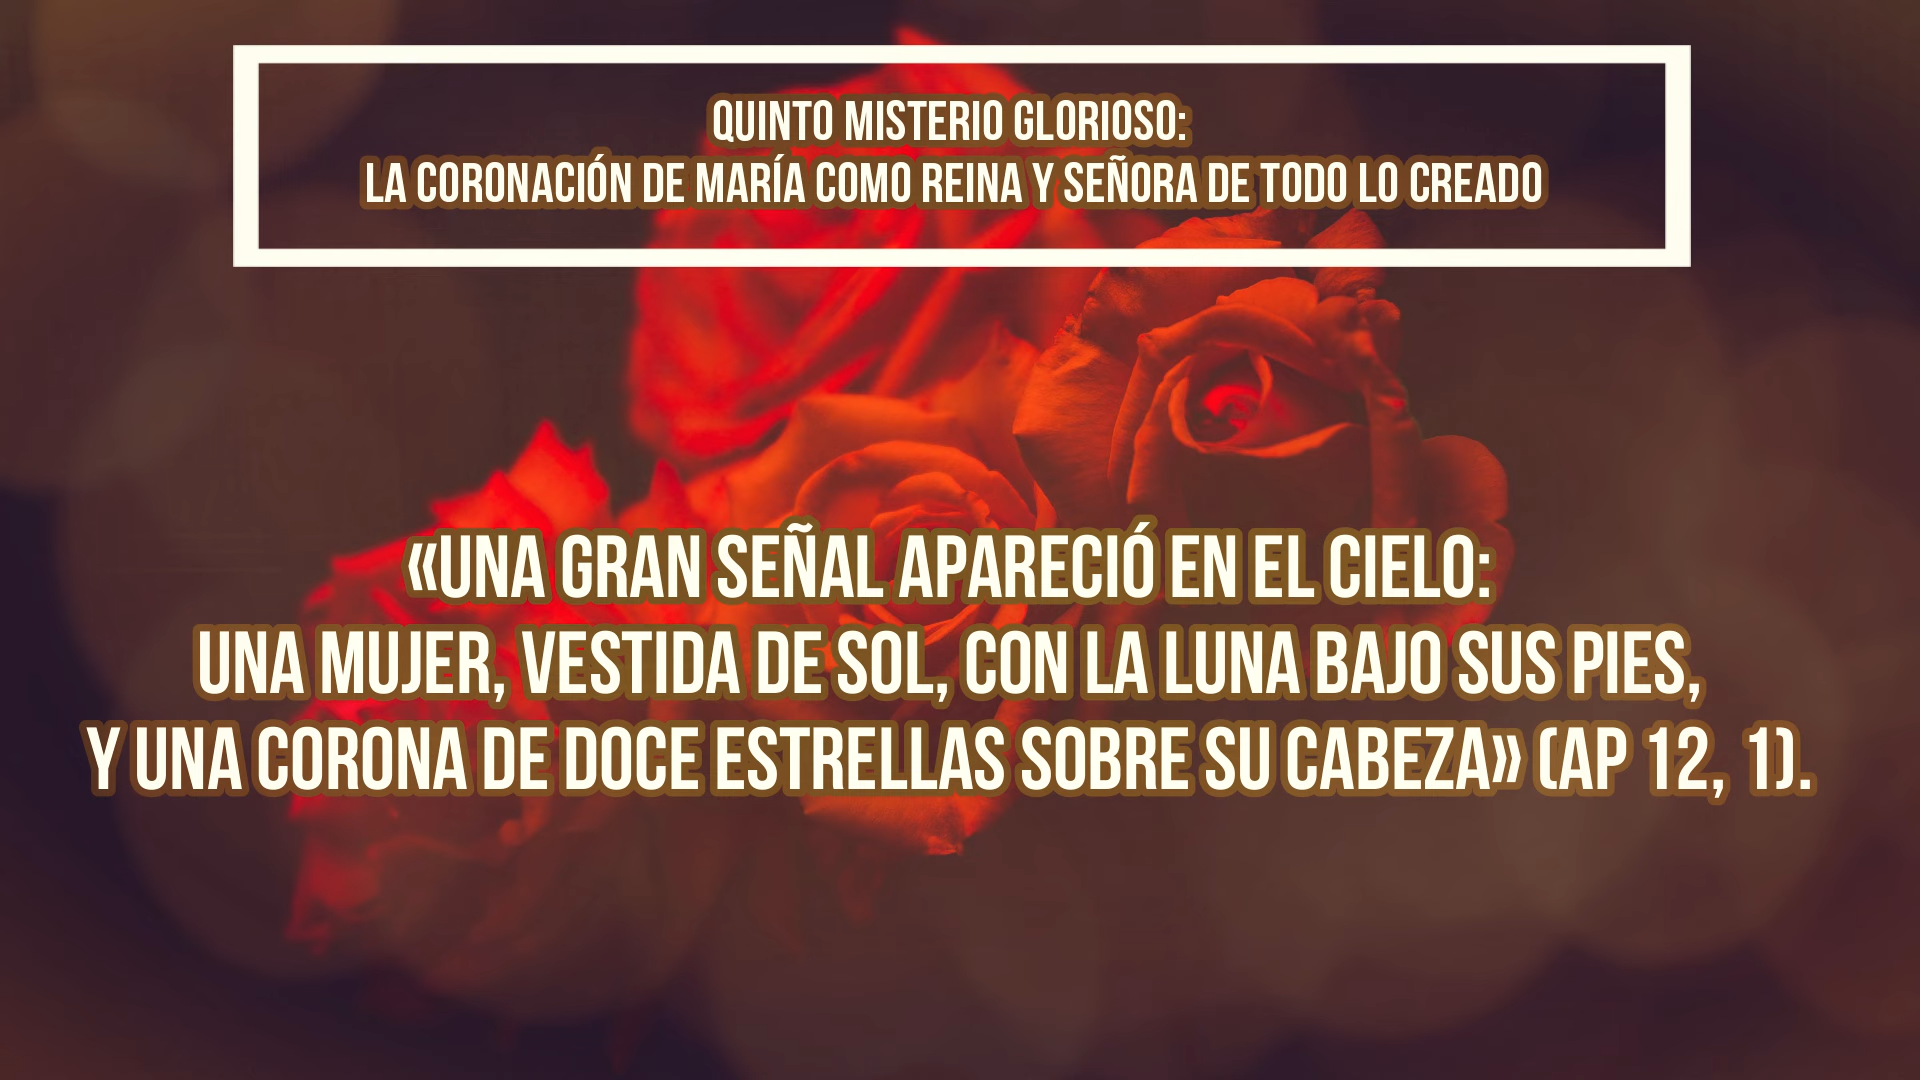 QUINTO MISTERIO GLORIOSO:
LA CORONACIÓN DE MARÍA COMO REINA Y SEÑORA DE TODO LO CREADO
«UNA GRAN SEÑAL APARECIÓ EN EL CIELO:
UNA MUJER, VESTIDA DE SOL, CON LA LUNA BAJO SUS PIES,
Y UNA CORONA DE DOCE ESTRELLAS SOBRE SU CABEZA» (AP 12, 1).